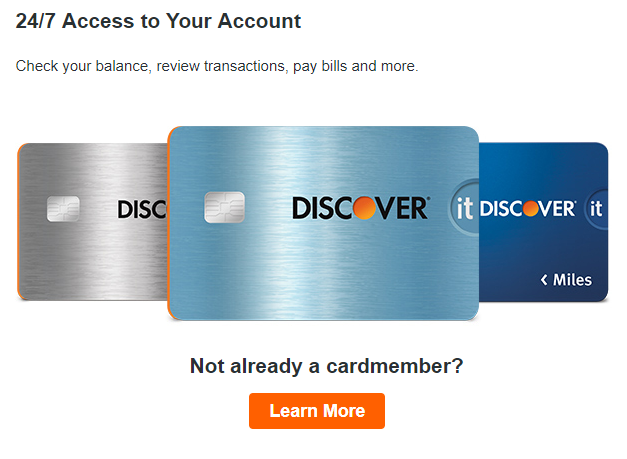 24/7 Access to Your Account
Check your balance, review transactions, pay bills and more.
DISC
DISCOVER® it
DISCOVER® it
< Miles
Not already a cardmember?
Learn More